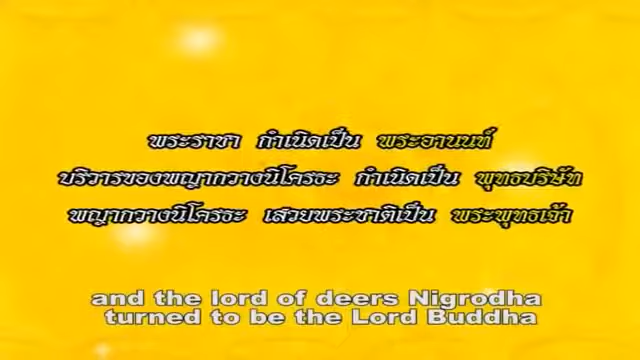 พระราชา กำเนิดเป็น พระอานนท์
บริวารของพญากวางนิโครธะ กำเนิดเป็น พุทธบริษัท
พญากวางนิโครธะ เสวยพระชาติเป็น พระพุทธเจ้า
and the lord of deers Nigrodha
turned to be the Lord Buddha